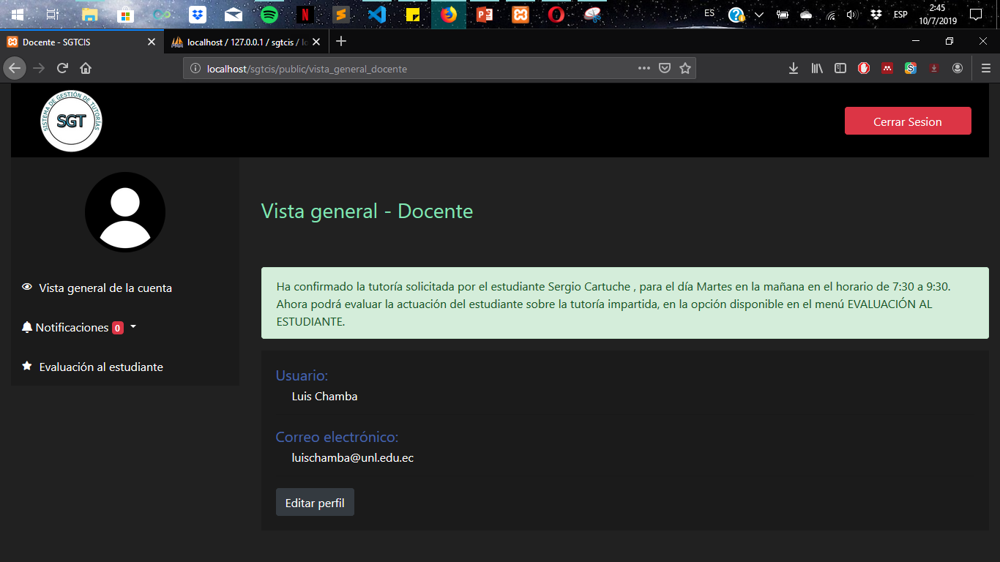 ES
ESP
2:45
10/7/2019
Docente - SGTCIS
localhost / 127.0.0.1 / sgtcis / lo
localhost/sgtcis/public/vista_general_docente
SISTEMA DE GESTIÓN DE TUTORÍAS
SGT
Cerrar Sesion
Vista general de la cuenta
Notificaciones 0
Evaluación al estudiante
Vista general - Docente
Ha confirmado la tutoría solicitada por el estudiante Sergio Cartuche , para el día Martes en la mañana en el horario de 7:30 a 9:30.
Ahora podrá evaluar la actuación del estudiante sobre la tutoría impartida, en la opción disponible en el menú EVALUACIÓN AL
ESTUDIANTE.
Usuario:
Luis Chamba
Correo electrónico:
luischamba@unl.edu.ec
Editar perfil